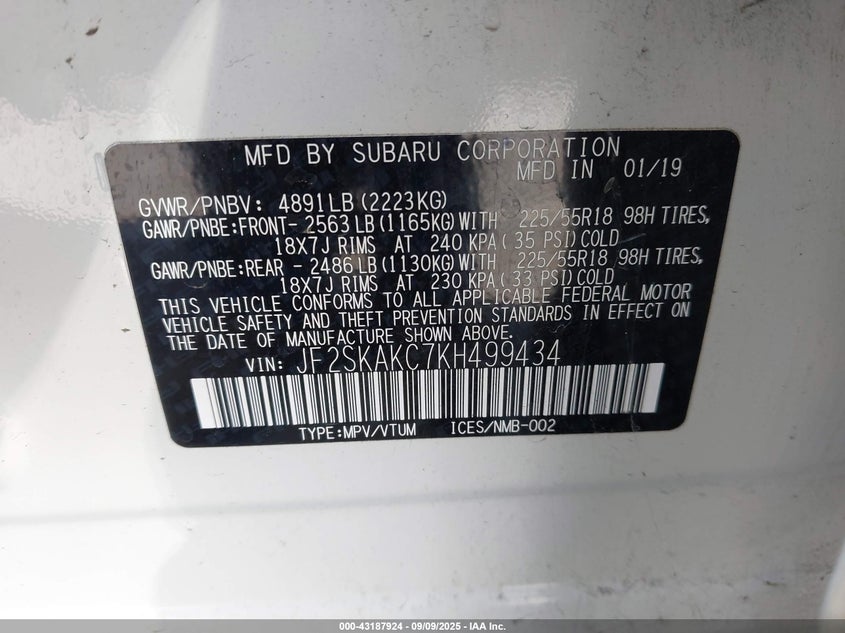 MFD BY SUBARU CORPORATION
MFD IN 01/19
GVWR/PNBV: 4891LB(2223KG)
GAWR/PNBE:FRONT- 2563LB(1165KG)WITH 225/55R18 98H TIRES,
18X7J RIMS AT 240 KPA(35 PSI)COLD
GAWR/PNBE:REAR - 2486LB(1130KG)WITH 225/55R18 98H TIRES,
18X7J RIMS AT 230 KPA(33 PSI)COLD
THIS VEHICLE CONFORMS TO ALL APPLICABLE FEDERAL MOTOR
VEHICLE SAFETY AND THEFT PREVENTION STANDARDS IN EFFECT ON
THE DATE OF MANUFACTURE SHOWN ABOVE.
VIN: JF2SKAKC7KH499434
TYPE:MPV/VTUM ICES/NMB-002
000-43187924 - 09/09/2025 - IAA Inc.